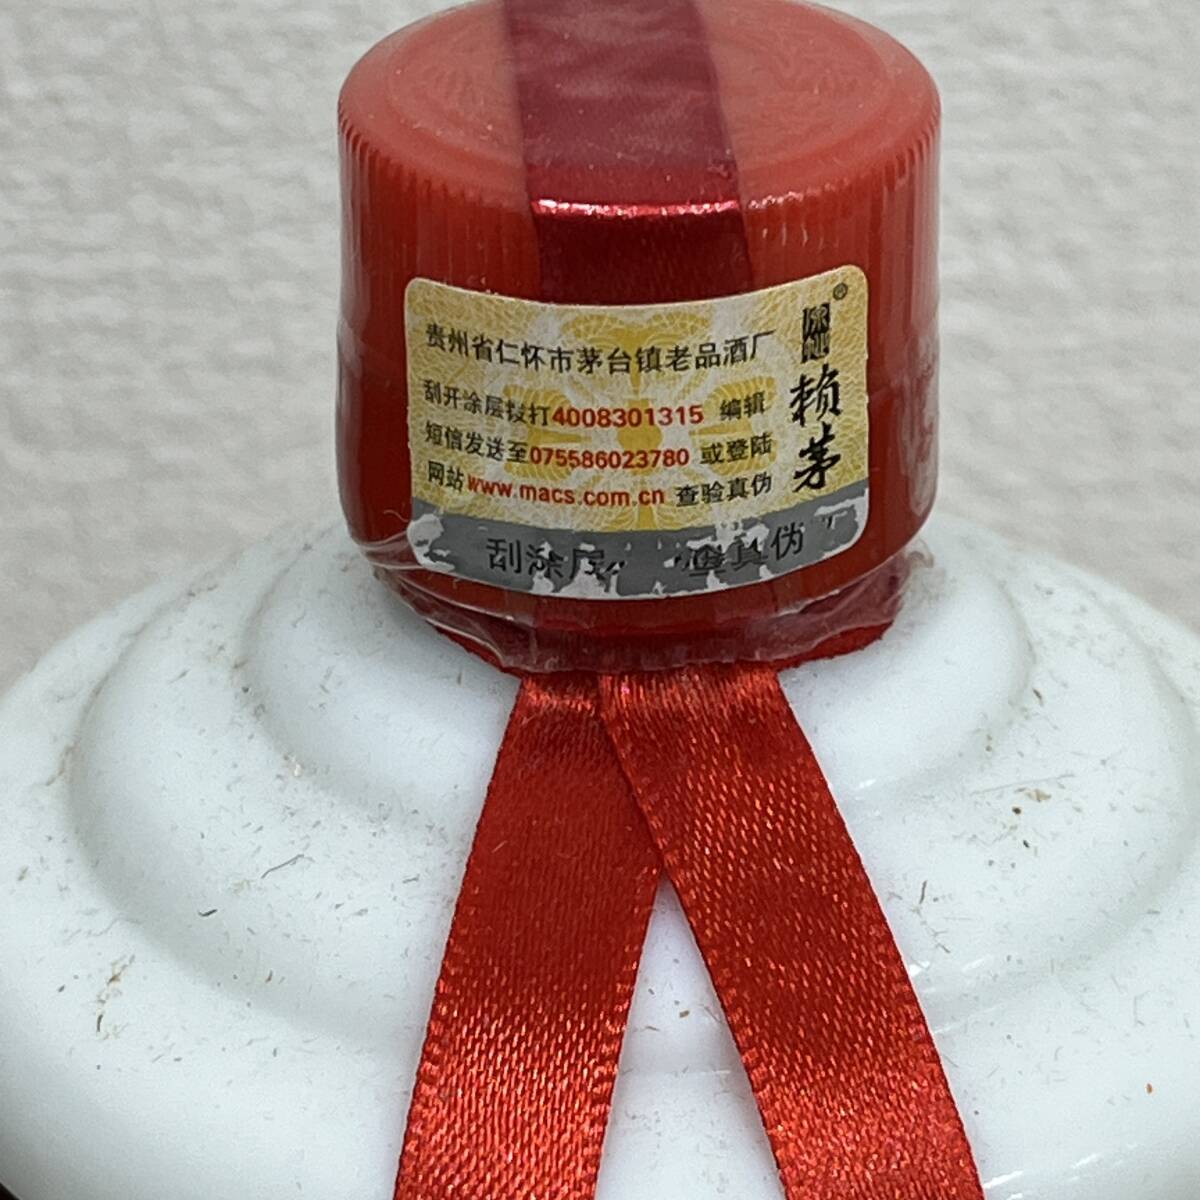 贵州省仁怀市茅台镇老品酒厂
刮开涂层拨打4008301315 编辑
短信发送至075586023780 或登陆
网站www.macs.com.cn 查验真伪
刮涂层 查真伪
®
赖茅